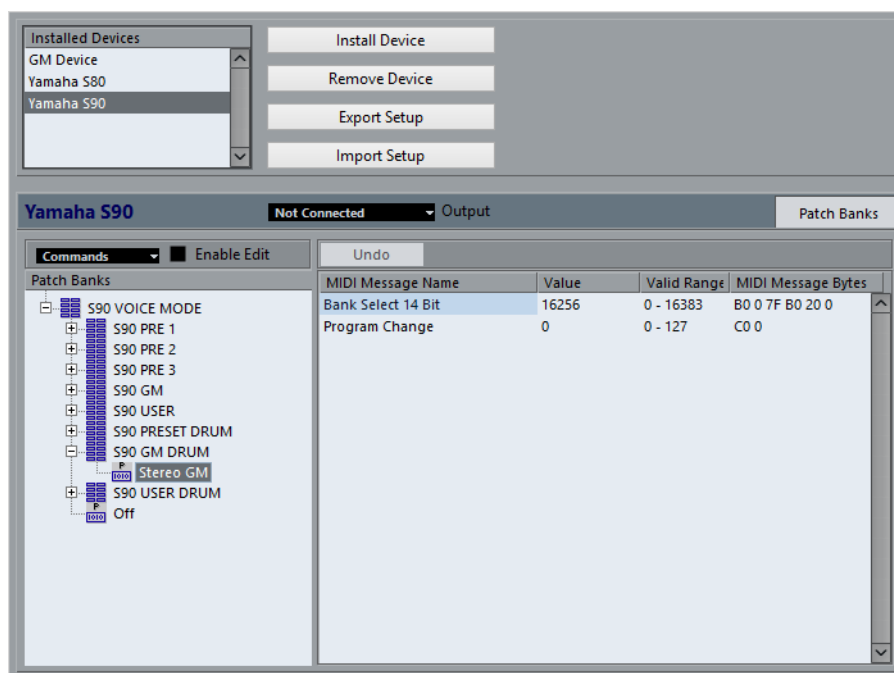 Installed Devices
GM Device
Yamaha S80
Yamaha S90
Install Device
Remove Device
Export Setup
Import Setup
Yamaha S90
Not Connected
Output
Patch Banks
Commands
Enable Edit
Undo
Patch Banks
S90 VOICE MODE
S90 PRE 1
S90 PRE 2
S90 PRE 3
S90 GM
S90 USER
S90 PRESET DRUM
S90 GM DRUM
P
1010
Stereo GM
S90 USER DRUM
P
1010
Off
MIDI Message Name Value Valid Range MIDI Message Bytes
Bank Select 14 Bit 16256 0 - 16383 B0 0 7F B0 20 0
Program Change 0 0 - 127 C0 0